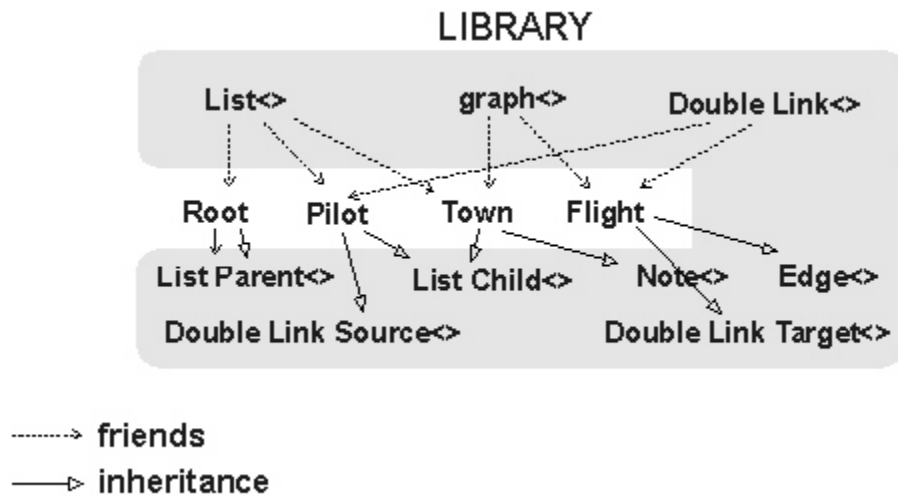 LIBRARY
List<> graph<> Double Link<>
Root Pilot Town Flight
List Parent<> List Child<> Note<> Edge<>
Double Link Source<> Double Link Target<>
friends
inheritance